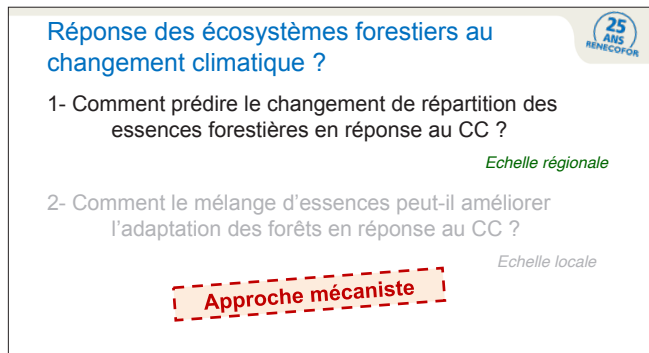 Réponse des écosystèmes forestiers au
changement climatique ?
25
ANS
RENECOFOR
1- Comment prédire le changement de répartition des
essences forestières en réponse au CC ?
Echelle régionale
2- Comment le mélange d'essences peut-il améliorer
l'adaptation des forêts en réponse au CC ?
Echelle locale
Approche mécaniste